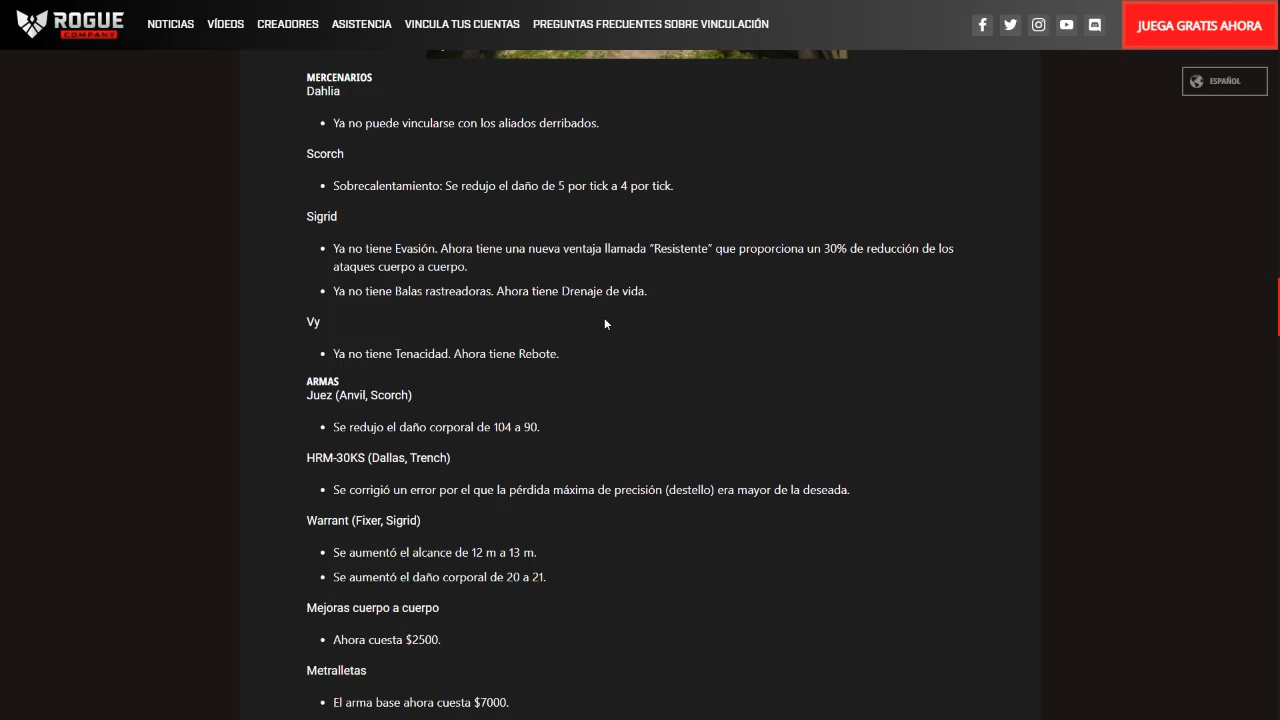 ROGUE
COMPANY
NOTICIAS VÍDEOS CREADORES ASISTENCIA VINCULA TUS CUENTAS PREGUNTAS FRECUENTES SOBRE VINCULACIÓN
JUEGA GRATIS AHORA
ESPAÑOL
MERCENARIOS
Dahlia
• Ya no puede vincularse con los aliados derribados.
Scorch
• Sobrecalentamiento: Se redujo el daño de 5 por tick a 4 por tick.
Sigrid
• Ya no tiene Evasión. Ahora tiene una nueva ventaja llamada “Resistente” que proporciona un 30% de reducción de los
ataques cuerpo a cuerpo.
• Ya no tiene Balas rastreadoras. Ahora tiene Drenaje de vida.
Vy
• Ya no tiene Tenacidad. Ahora tiene Rebote.
ARMAS
Juez (Anvil, Scorch)
• Se redujo el daño corporal de 104 a 90.
HRM-30KS (Dallas, Trench)
• Se corrigió un error por el que la pérdida máxima de precisión (destello) era mayor de la deseada.
Warrant (Fixer, Sigrid)
• Se aumentó el alcance de 12 m a 13 m.
• Se aumentó el daño corporal de 20 a 21.
Mejoras cuerpo a cuerpo
• Ahora cuesta $2500.
Metralletas
• El arma base ahora cuesta $7000.